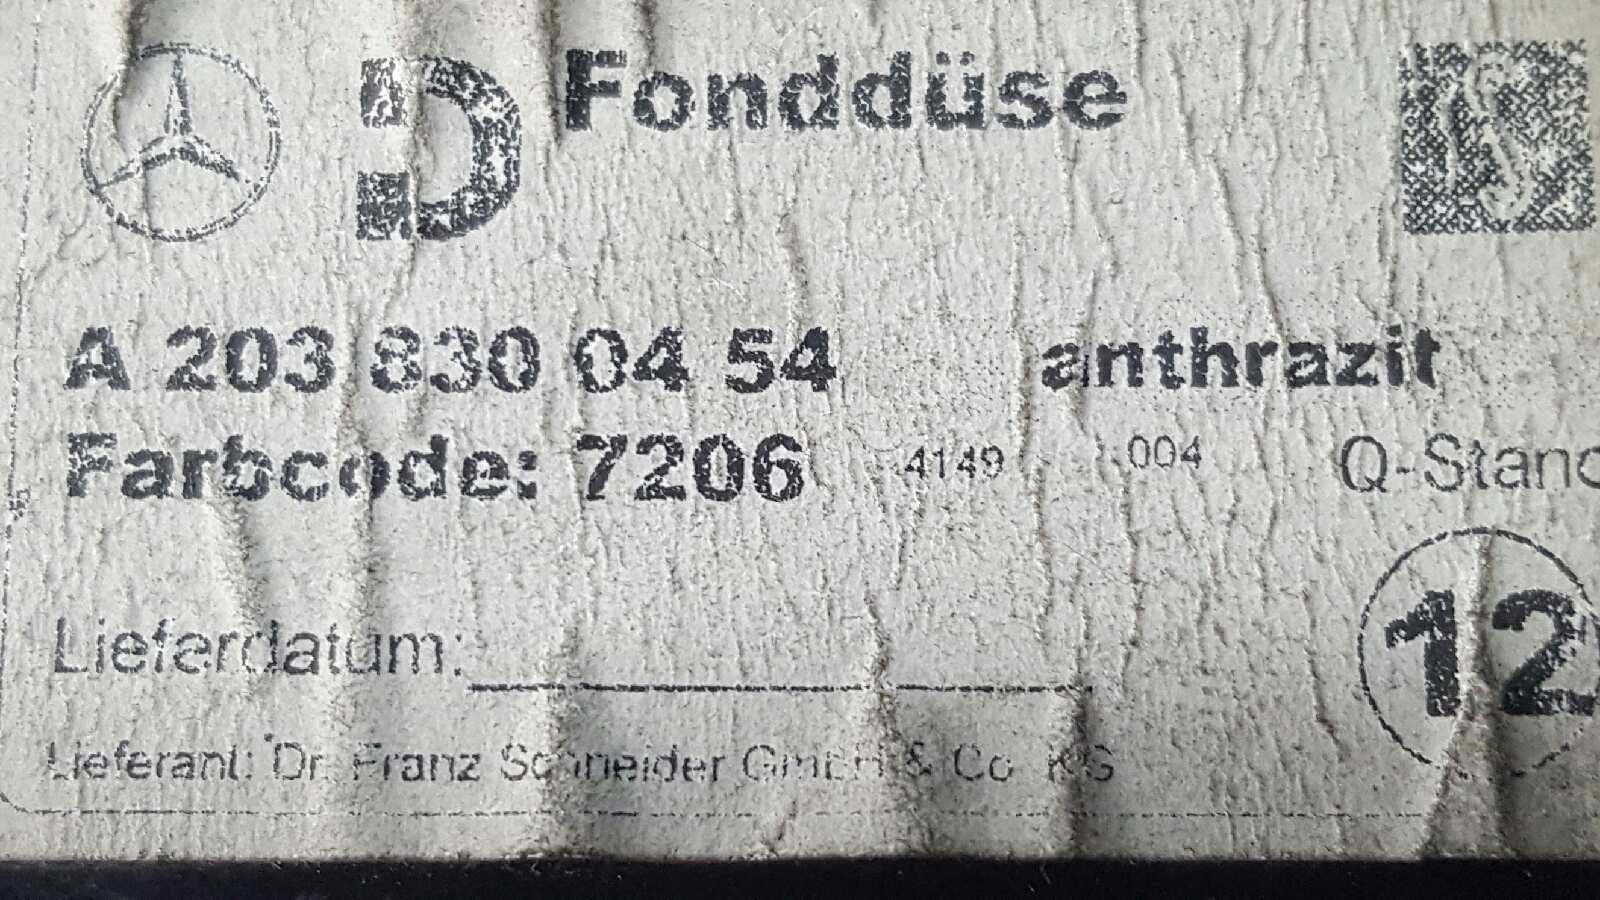 Fonddüse
A 203 830 04 54 anthrazit
Farbcode: 7206 4149 004 Q-Stand
12
Lieferdatum:
Lieferant: Dr. Franz Schneider GmbH & Co. KG